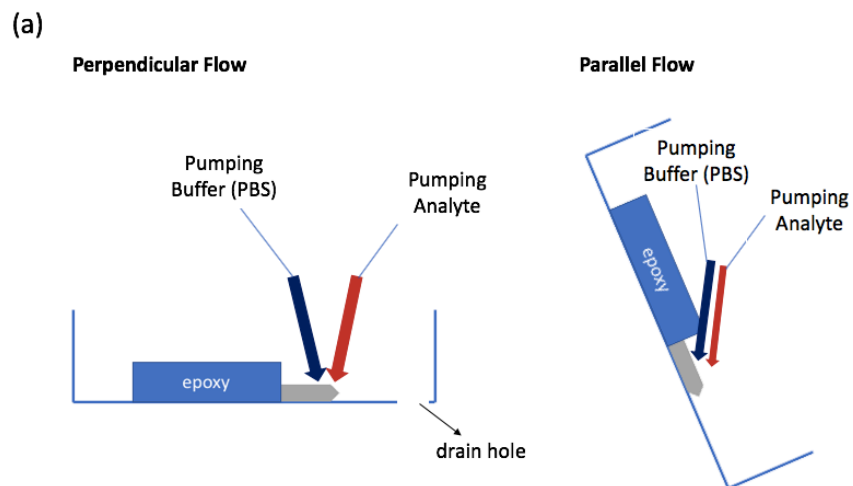 (a)
Perpendicular Flow
Parallel Flow
Pumping
Buffer (PBS)
Pumping
Analyte
epoxy
drain hole
Pumping
Buffer (PBS)
Pumping
Analyte
epoxy